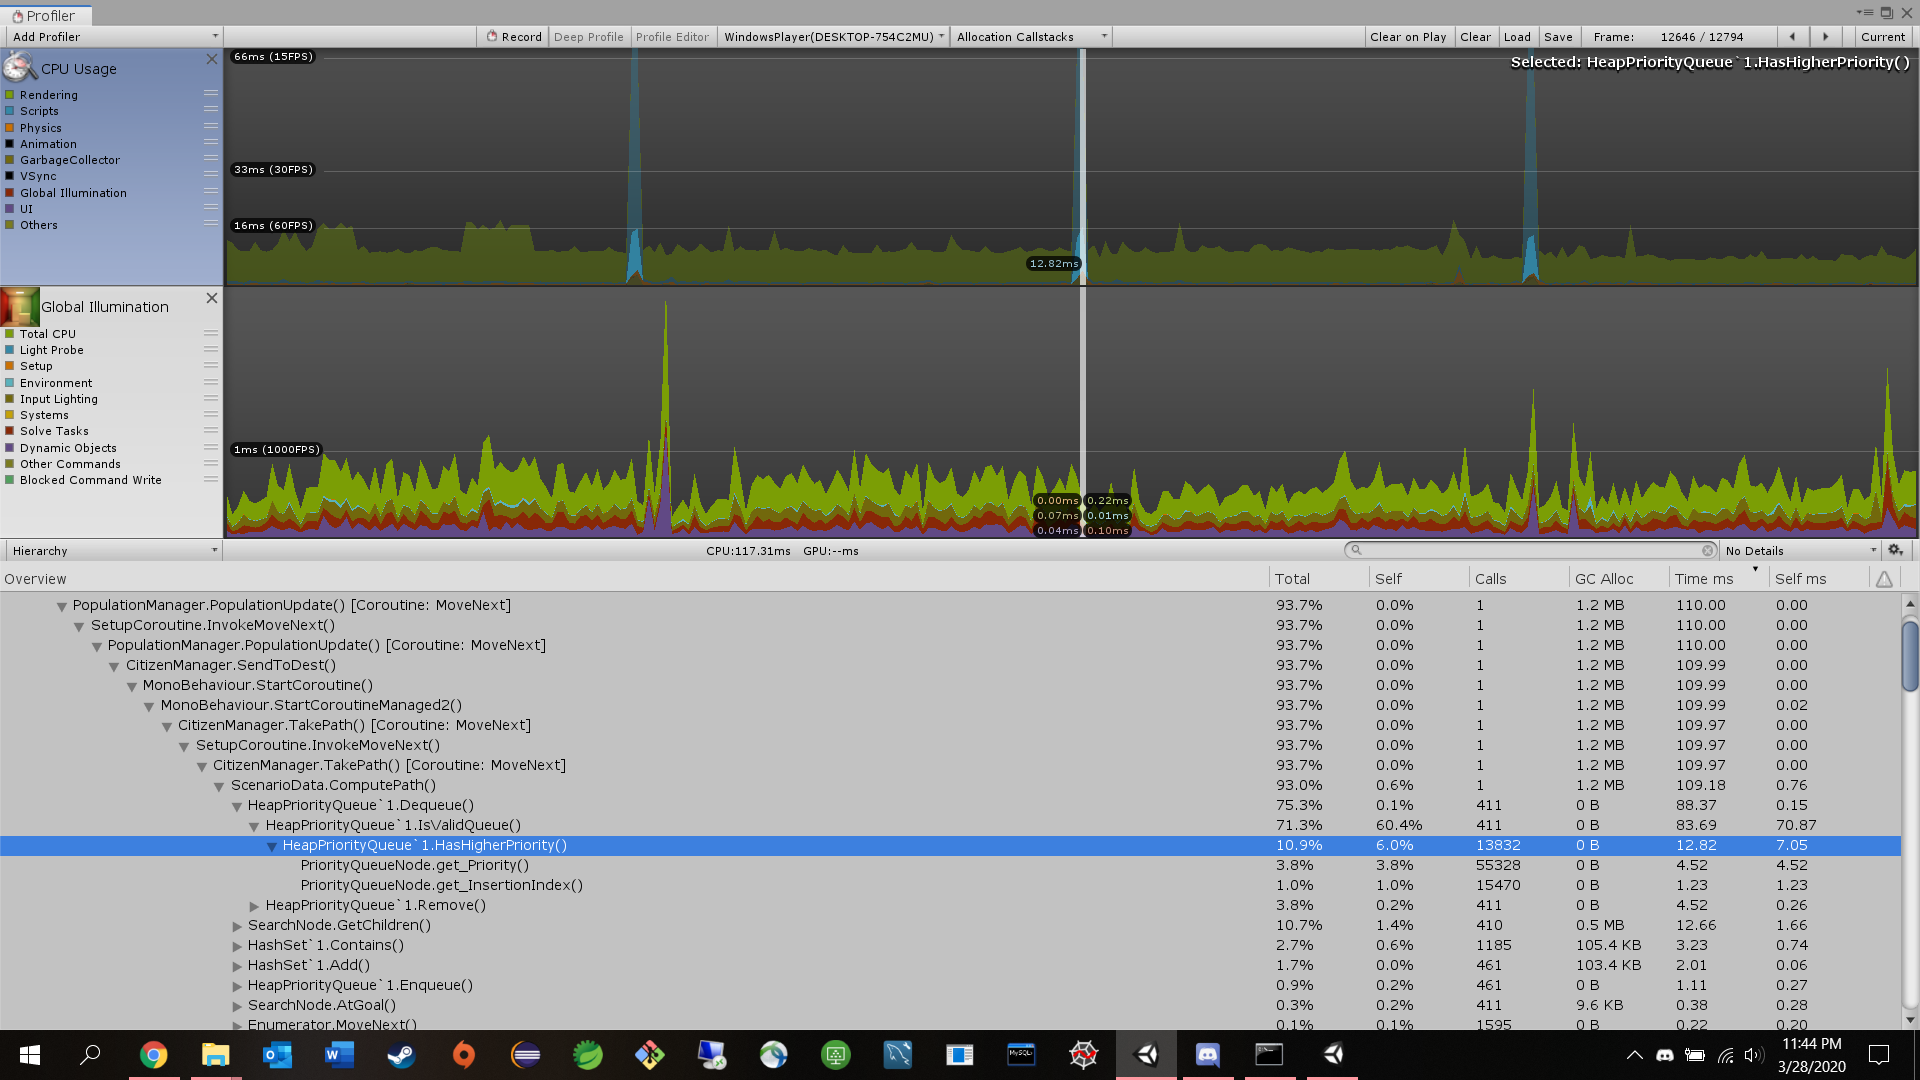 Profiler
Add Profiler Record Deep Profile Profile Editor WindowsPlayer(DESKTOP-754C2MU) Allocation Callstacks Clear on Play Clear Load Save Frame: 12646 / 12794 Current
CPU Usage
Rendering
Scripts
Physics
Animation
GarbageCollector
VSync
Global Illumination
UI
Others
66ms (15FPS)
Selected: HeapPriorityQueue`1.HasHigherPriority()
33ms (30FPS)
16ms (60FPS)
12.82ms
Global Illumination
Total CPU
Light Probe
Setup
Environment
Input Lighting
Systems
Solve Tasks
Dynamic Objects
Other Commands
Blocked Command Write
1ms (1000FPS)
0.00ms 0.22ms
0.07ms 0.01ms
0.04ms 0.10ms
Hierarchy CPU:117.31ms GPU:--ms No Details
Overview Total Self Calls GC Alloc Time ms Self ms
PopulationManager.PopulationUpdate() [Coroutine: MoveNext] 93.7% 0.0% 1 1.2 MB 110.00 0.00
SetupCoroutine.InvokeMoveNext() 93.7% 0.0% 1 1.2 MB 110.00 0.00
PopulationManager.PopulationUpdate() [Coroutine: MoveNext] 93.7% 0.0% 1 1.2 MB 110.00 0.00
CitizenManager.SendToDest() 93.7% 0.0% 1 1.2 MB 109.99 0.00
MonoBehaviour.StartCoroutine() 93.7% 0.0% 1 1.2 MB 109.99 0.00
MonoBehaviour.StartCoroutineManaged2() 93.7% 0.0% 1 1.2 MB 109.99 0.02
CitizenManager.TakePath() [Coroutine: MoveNext] 93.7% 0.0% 1 1.2 MB 109.97 0.00
SetupCoroutine.InvokeMoveNext() 93.7% 0.0% 1 1.2 MB 109.97 0.00
CitizenManager.TakePath() [Coroutine: MoveNext] 93.7% 0.0% 1 1.2 MB 109.97 0.00
ScenarioData.ComputePath() 93.0% 0.6% 1 1.2 MB 109.18 0.76
HeapPriorityQueue`1.Dequeue() 75.3% 0.1% 411 0 B 88.37 0.15
HeapPriorityQueue`1.IsValidQueue() 71.3% 60.4% 411 0 B 83.69 70.87
HeapPriorityQueue`1.HasHigherPriority() 10.9% 6.0% 13832 0 B 12.82 7.05
PriorityQueueNode.get_Priority() 3.8% 3.8% 55328 0 B 4.52 4.52
PriorityQueueNode.get_InsertionIndex() 1.0% 1.0% 15470 0 B 1.23 1.23
HeapPriorityQueue`1.Remove() 3.8% 0.2% 411 0 B 4.52 0.26
SearchNode.GetChildren() 10.7% 1.4% 410 0.5 MB 12.66 1.66
HashSet`1.Contains() 2.7% 0.6% 1185 105.4 KB 3.23 0.74
HashSet`1.Add() 1.7% 0.0% 461 103.4 KB 2.01 0.06
HeapPriorityQueue`1.Enqueue() 0.9% 0.2% 461 0 B 1.11 0.27
SearchNode.AtGoal() 0.3% 0.2% 411 9.6 KB 0.38 0.28
Enumerator.MoveNext() 0.1% 0.1% 1595 0 B 0.22 0.20
MySQL
11:44 PM
3/28/2020